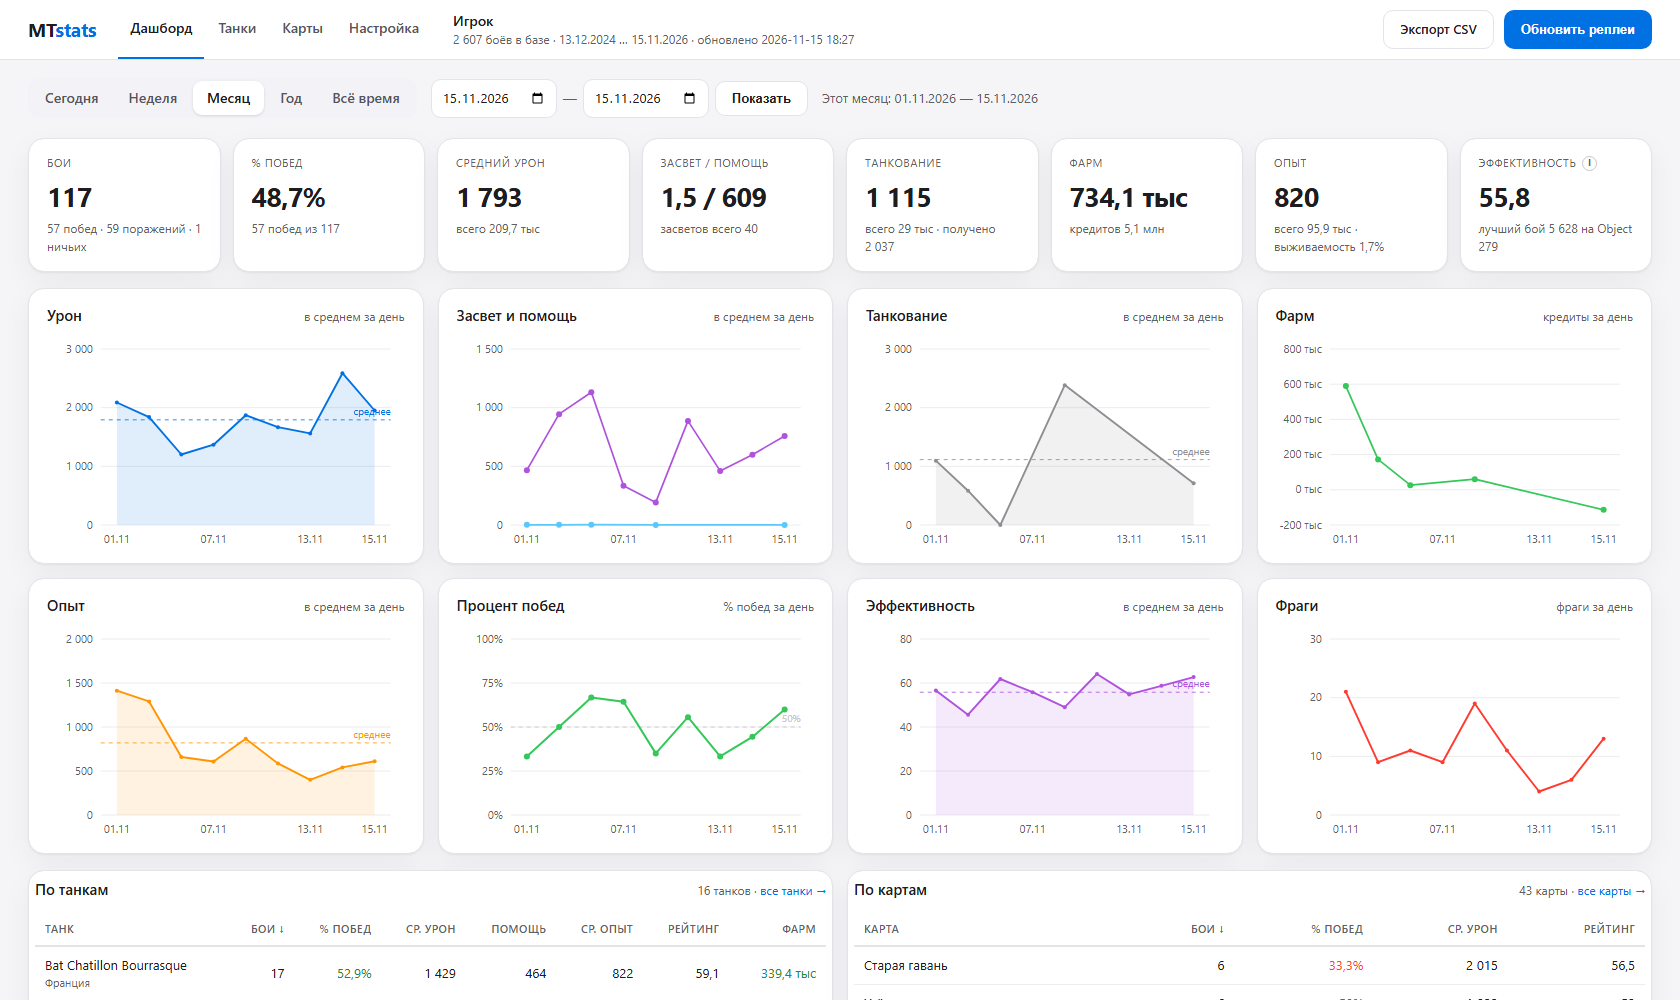 MTstats
Дашборд
Танки
Карты
Настройка
Игрок
2 607 боёв в базе · 13.12.2024 … 15.11.2026 · обновлено 2026-11-15 18:27
Экспорт CSV
Обновить реплеи
Сегодня
Неделя
Месяц
Год
Всё время
15.11.2026
—
15.11.2026
Показать
Этот месяц: 01.11.2026 — 15.11.2026
БОИ
117
57 побед · 59 поражений · 1
ничьих
% ПОБЕД
48,7%
57 побед из 117
СРЕДНИЙ УРОН
1 793
всего 209,7 тыс
ЗАСВЕТ / ПОМОЩЬ
1,5 / 609
засветов всего 40
ТАНКОВАНИЕ
1 115
всего 29 тыс · получено
2 037
ФАРМ
734,1 тыс
кредитов 5,1 млн
ОПЫТ
820
всего 95,9 тыс ·
выживаемость 1,7%
ЭФФЕКТИВНОСТЬ
55,8
лучший бой 5 628 на Object
279
Урон
в среднем за день
3 000
2 000
1 000
0
среднее
01.11
07.11
13.11
15.11
Засвет и помощь
в среднем за день
1 500
1 000
500
0
01.11
07.11
13.11
15.11
Танкование
в среднем за день
3 000
2 000
1 000
0
среднее
01.11
07.11
13.11
15.11
Фарм
кредиты за день
800 тыс
600 тыс
400 тыс
200 тыс
0 тыс
-200 тыс
01.11
07.11
13.11
15.11
Опыт
в среднем за день
2 000
1 500
1 000
500
0
среднее
01.11
07.11
13.11
15.11
Процент побед
% побед за день
100%
75%
50%
25%
0%
50%
01.11
07.11
13.11
15.11
Эффективность
в среднем за день
80
60
40
20
0
среднее
01.11
07.11
13.11
15.11
Фраги
фраги за день
30
20
10
0
01.11
07.11
13.11
15.11
По танкам
16 танков · все танки →
ТАНК БОИ ↓ % ПОБЕД СР. УРОН ПОМОЩЬ СР. ОПЫТ РЕЙТИНГ ФАРМ
Bat Chatillon Bourrasque 17 52,9% 1 429 464 822 59,1 339,4 тыс
Франция
По картам
43 карты · все карты →
КАРТА БОИ ↓ % ПОБЕД СР. УРОН РЕЙТИНГ
Старая гавань 6 33,3% 2 015 56,5